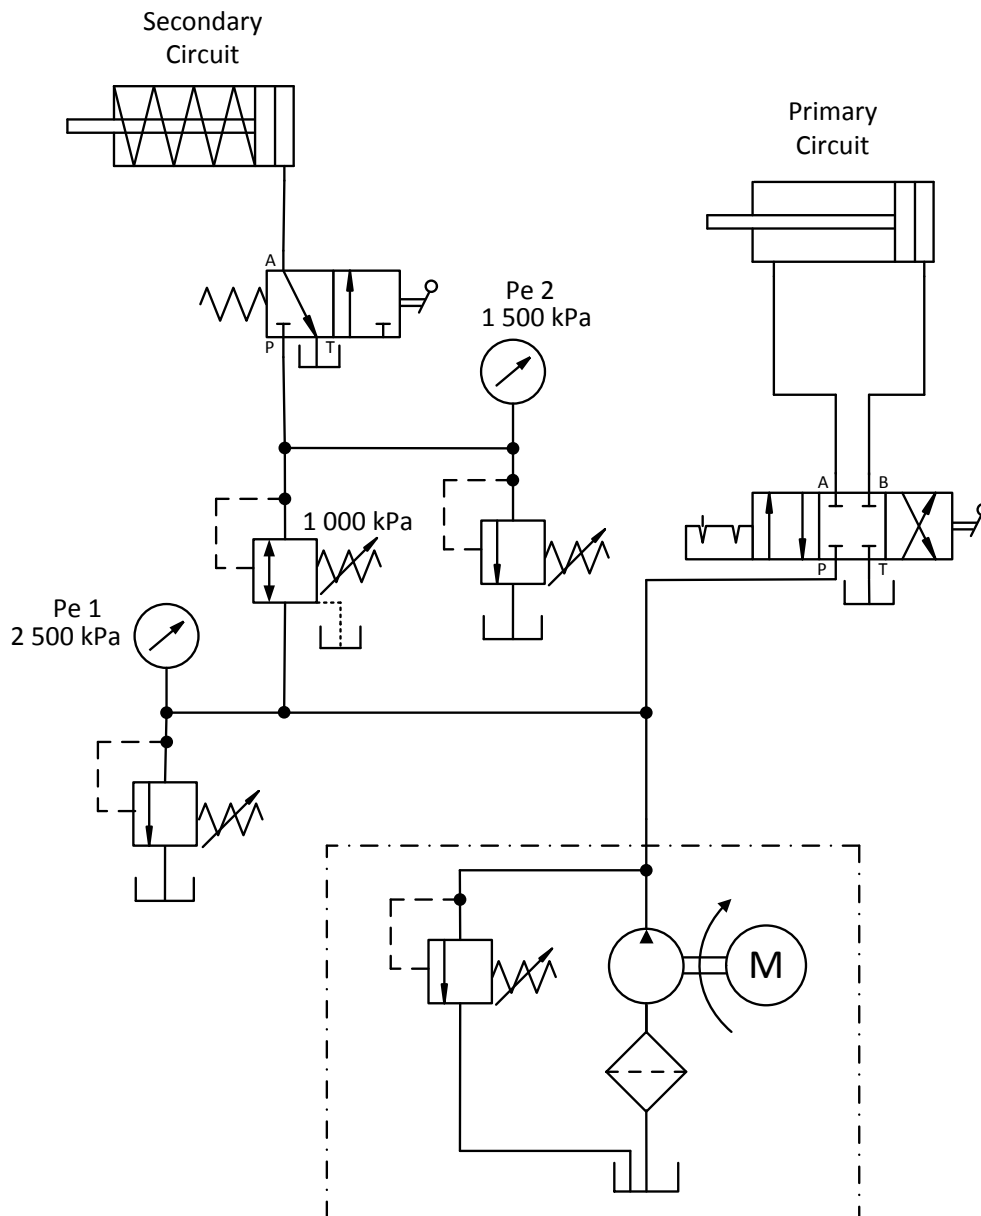 Secondary
Circuit
Primary
Circuit
A
Pe 2
1 500 kPa
P
T
A
B
1 000 kPa
P
T
Pe 1
2 500 kPa
M